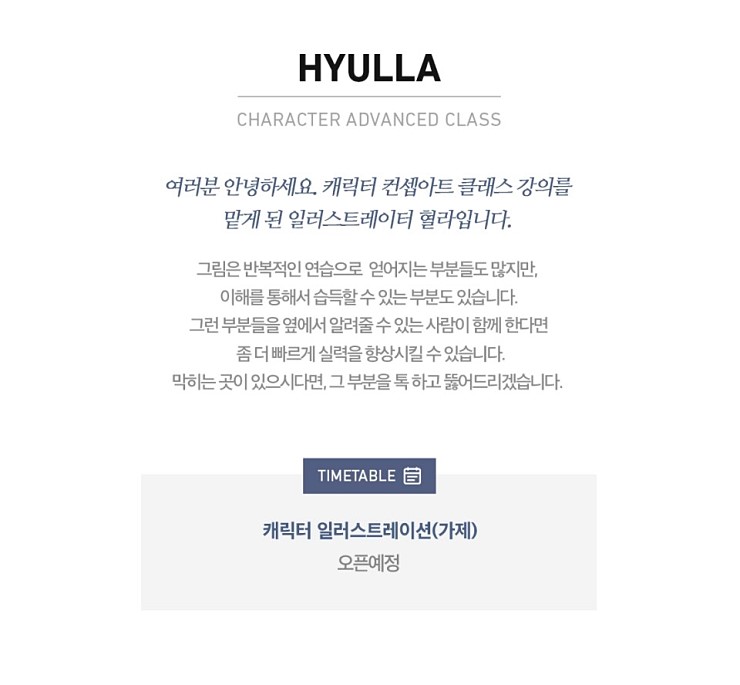 HYULLA
CHARACTER ADVANCED CLASS
여러분 안녕하세요. 캐릭터 컨셉아트 클래스 강의를
맡게 된 일러스트레이터 혈라입니다.
그림은 반복적인 연습으로 얻어지는 부분들도 많지만,
이해를 통해서 습득할 수 있는 부분도 있습니다.
그런 부분들을 옆에서 알려줄 수 있는 사람이 함께 한다면
좀 더 빠르게 실력을 향상시킬 수 있습니다.
막히는 곳이 있으시다면, 그 부분을 톡 하고 뚫어드리겠습니다.
TIMETABLE
캐릭터 일러스트레이션(가제)
오픈예정